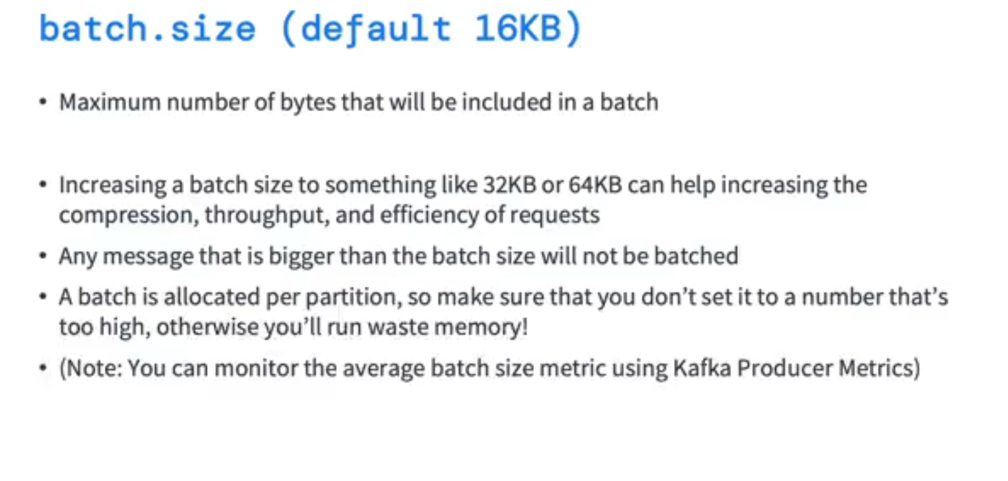 batch.size (default 16KB)
• Maximum number of bytes that will be included in a batch
• Increasing a batch size to something like 32KB or 64KB can help increasing the
compression, throughput, and efficiency of requests
• Any message that is bigger than the batch size will not be batched
• A batch is allocated per partition, so make sure that you don’t set it to a number that’s
too high, otherwise you’ll run waste memory!
• (Note: You can monitor the average batch size metric using Kafka Producer Metrics)